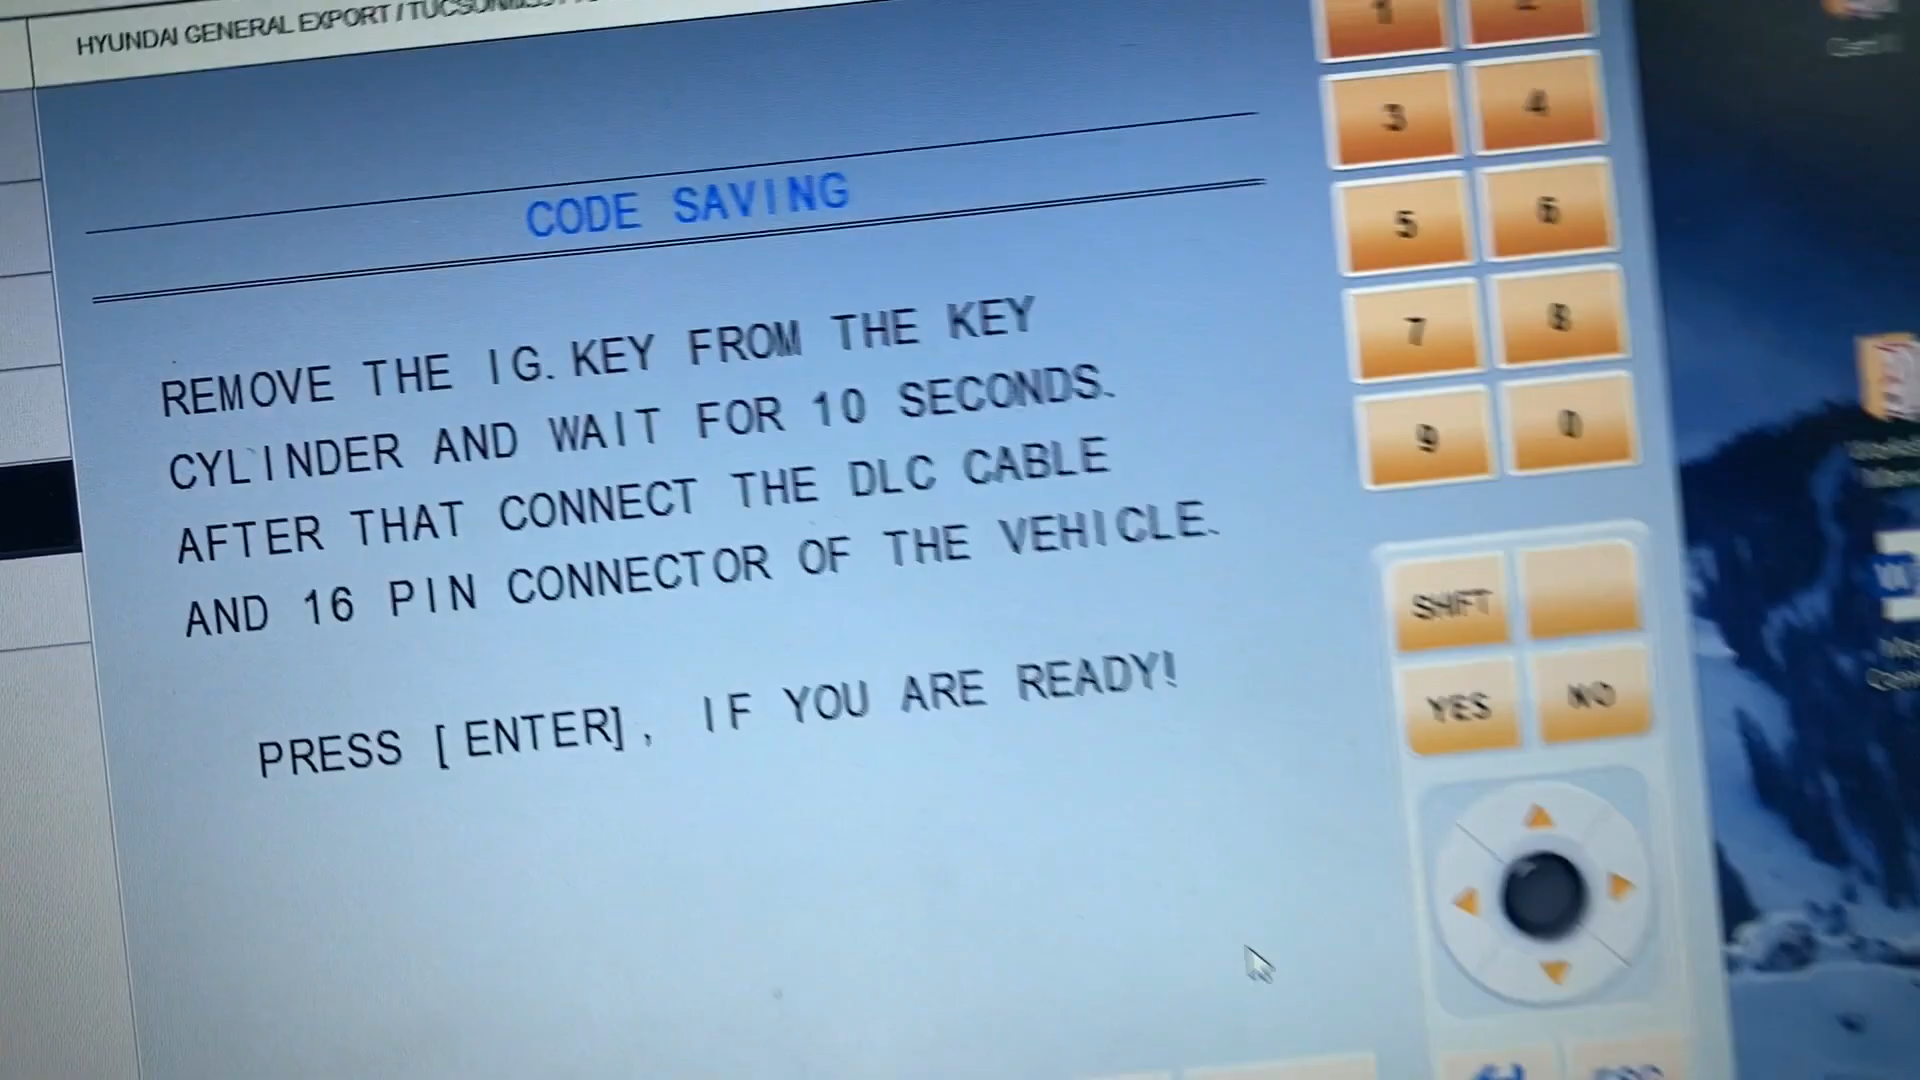 HYUNDAI GENERAL EXPORT / TUCSON
1
2
3
4
CODE SAVING
5
6
REMOVE THE IG. KEY FROM THE KEY
7
8
CYLINDER AND WAIT FOR 10 SECONDS.
AFTER THAT CONNECT THE DLC CABLE
9
0
AND 16 PIN CONNECTOR OF THE VEHICLE.
SHIFT
PRESS [ENTER], IF YOU ARE READY!
YES
NO